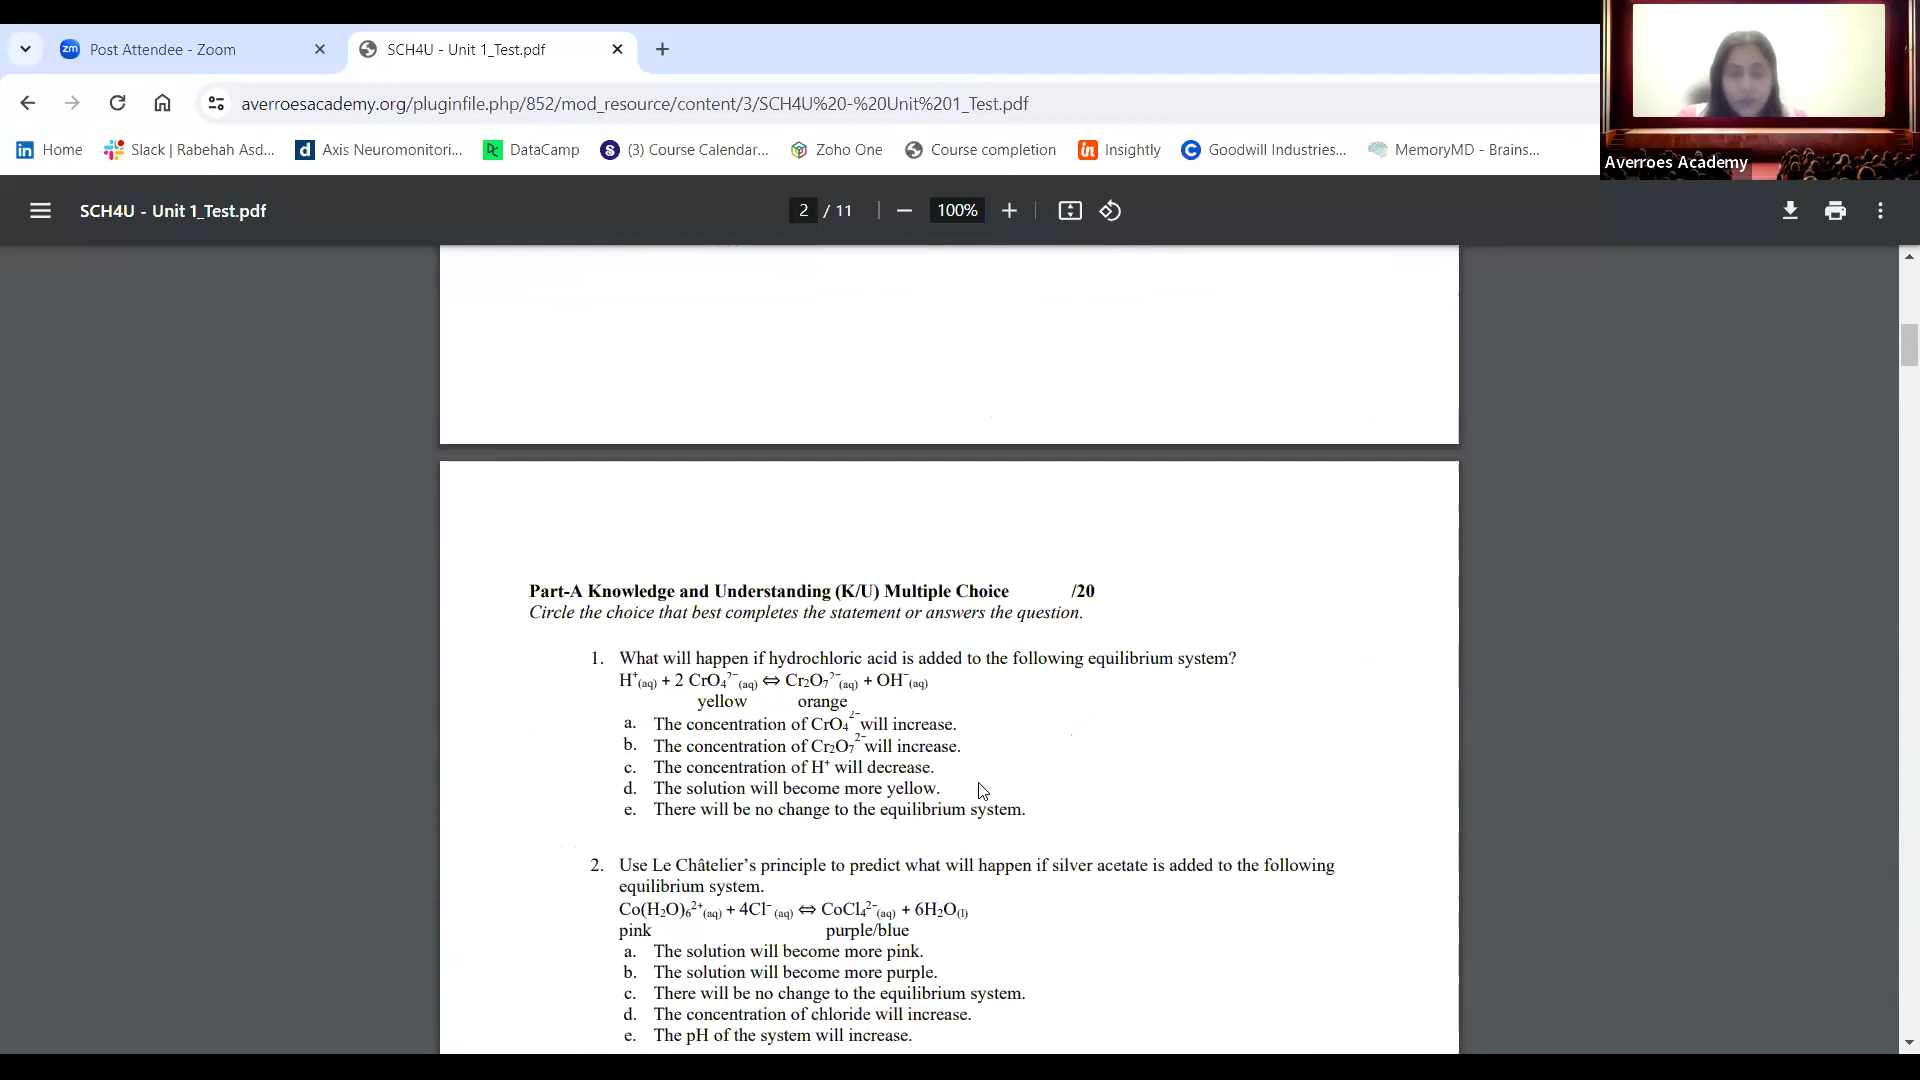 Post Attendee - Zoom
SCH4U - Unit 1_Test.pdf
averroesacademy.org/pluginfile.php/852/mod_resource/content/3/SCH4U%20-%20Unit%201_Test.pdf
Home
Slack | Rabehah Asd...
Axis Neuromonitori...
DataCamp
(3) Course Calendar...
Zoho One
Course completion
Insightly
Goodwill Industries...
MemoryMD - Brains...
Averroes Academy
SCH4U - Unit 1_Test.pdf
2 / 11
100%
Part-A Knowledge and Understanding (K/U) Multiple Choice /20
Circle the choice that best completes the statement or answers the question.
1. What will happen if hydrochloric acid is added to the following equilibrium system?
H⁺(aq) + 2 CrO₄²⁻(aq) ⇔ Cr₂O₇²⁻(aq) + OH⁻(aq)
yellow orange
a. The concentration of CrO₄²⁻ will increase.
b. The concentration of Cr₂O₇²⁻ will increase.
c. The concentration of H⁺ will decrease.
d. The solution will become more yellow.
e. There will be no change to the equilibrium system.
2. Use Le Châtelier’s principle to predict what will happen if silver acetate is added to the following
equilibrium system.
Co(H₂O)₆²⁺(aq) + 4Cl⁻(aq) ⇔ CoCl₄²⁻(aq) + 6H₂O(l)
pink purple/blue
a. The solution will become more pink.
b. The solution will become more purple.
c. There will be no change to the equilibrium system.
d. The concentration of chloride will increase.
e. The pH of the system will increase.